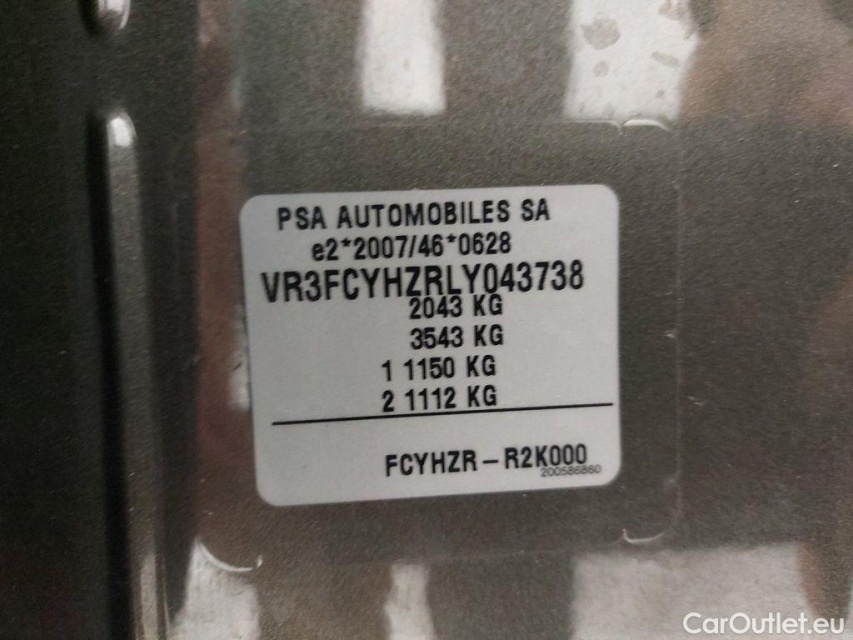 PSA AUTOMOBILES SA
e2*2007/46*0628
VR3FCYHZRLY043738
2043 KG
3543 KG
1 1150 KG
2 1112 KG
FCYHZR – R2K000
200586860
CarOutlet.eu